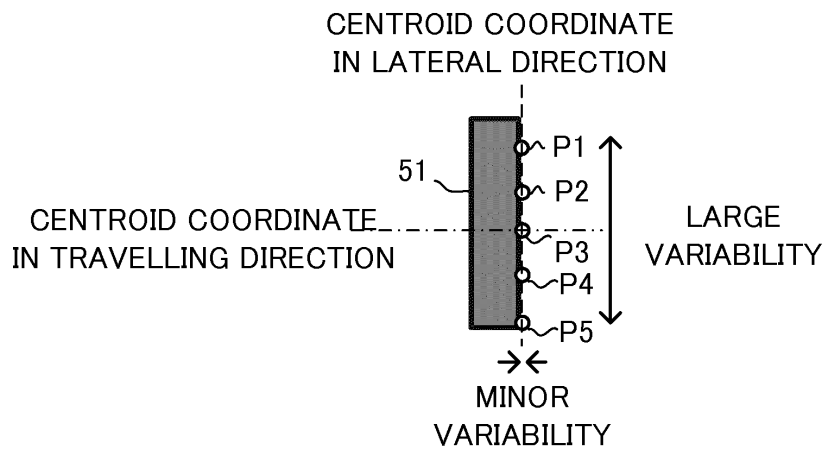 CENTROID COORDINATE
IN LATERAL DIRECTION
P1
51
P2
CENTROID COORDINATE
IN TRAVELLING DIRECTION
P3
LARGE
VARIABILITY
P4
P5
MINOR
VARIABILITY